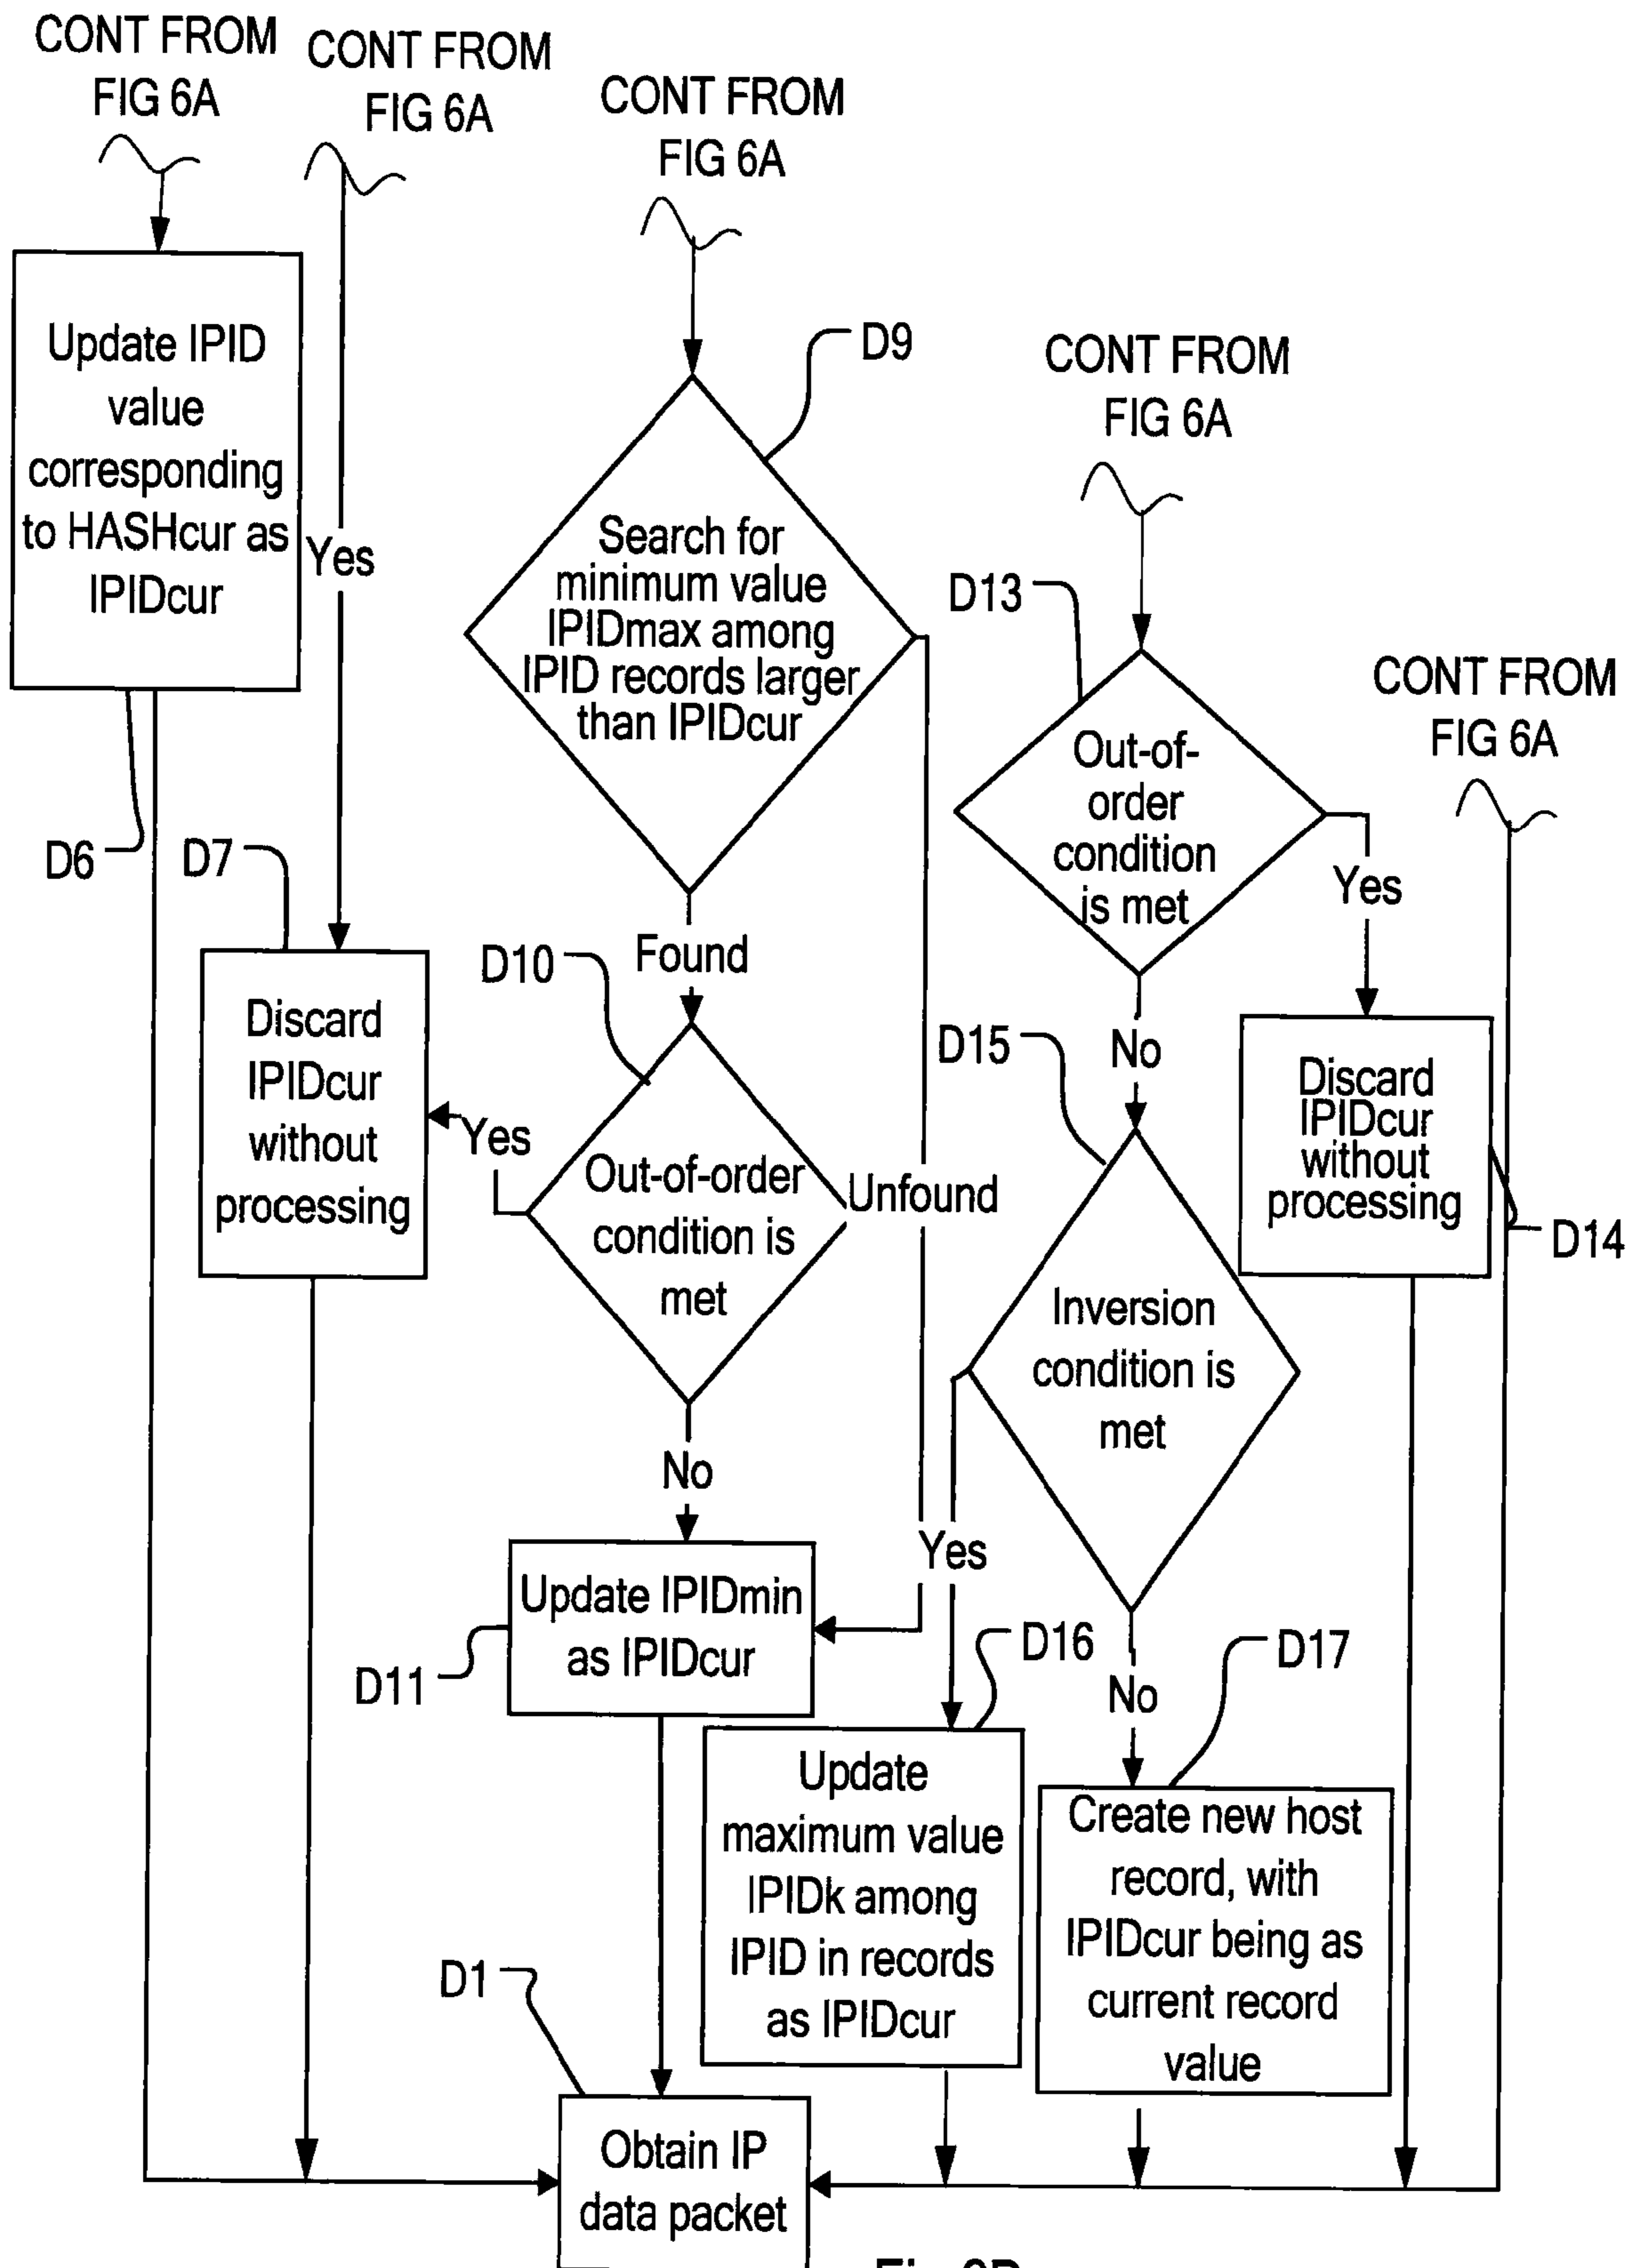 CONT FROM
FIG 6A
CONT FROM
FIG 6A
CONT FROM
FIG 6A
Update IPID
value
corresponding
to HASHcur as
IPIDcur
D6
Yes
D7
Discard
IPIDcur
without
processing
D9
Search for
minimum value
IPIDmax among
IPID records larger
than IPIDcur
Found
Unfound
D10
Out-of-order
condition is
met
Yes
No
Update IPIDmin
as IPIDcur
D11
CONT FROM
FIG 6A
D13
Out-of-
order
condition
is met
Yes
No
CONT FROM
FIG 6A
Discard
IPIDcur
without
processing
D14
D15
Inversion
condition is
met
Yes
No
D16
Update
maximum value
IPIDk among
IPID in records
as IPIDcur
D17
Create new host
record, with
IPIDcur being as
current record
value
D1
Obtain IP
data packet